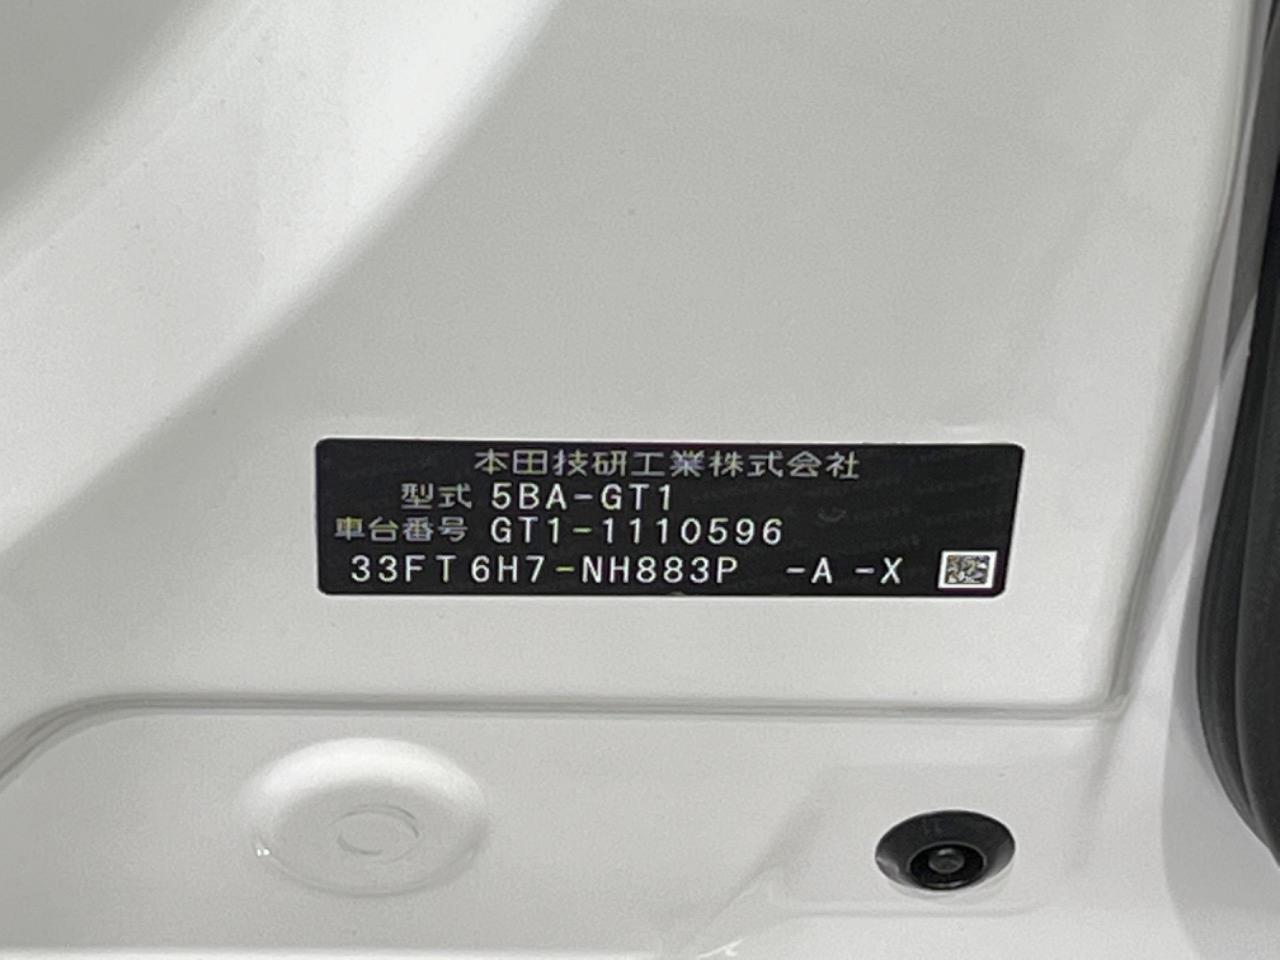 本田技研工業株式会社
型式 5BA-GT1
車台番号 GT1-1110596
33FT6H7-NH883P -A -X